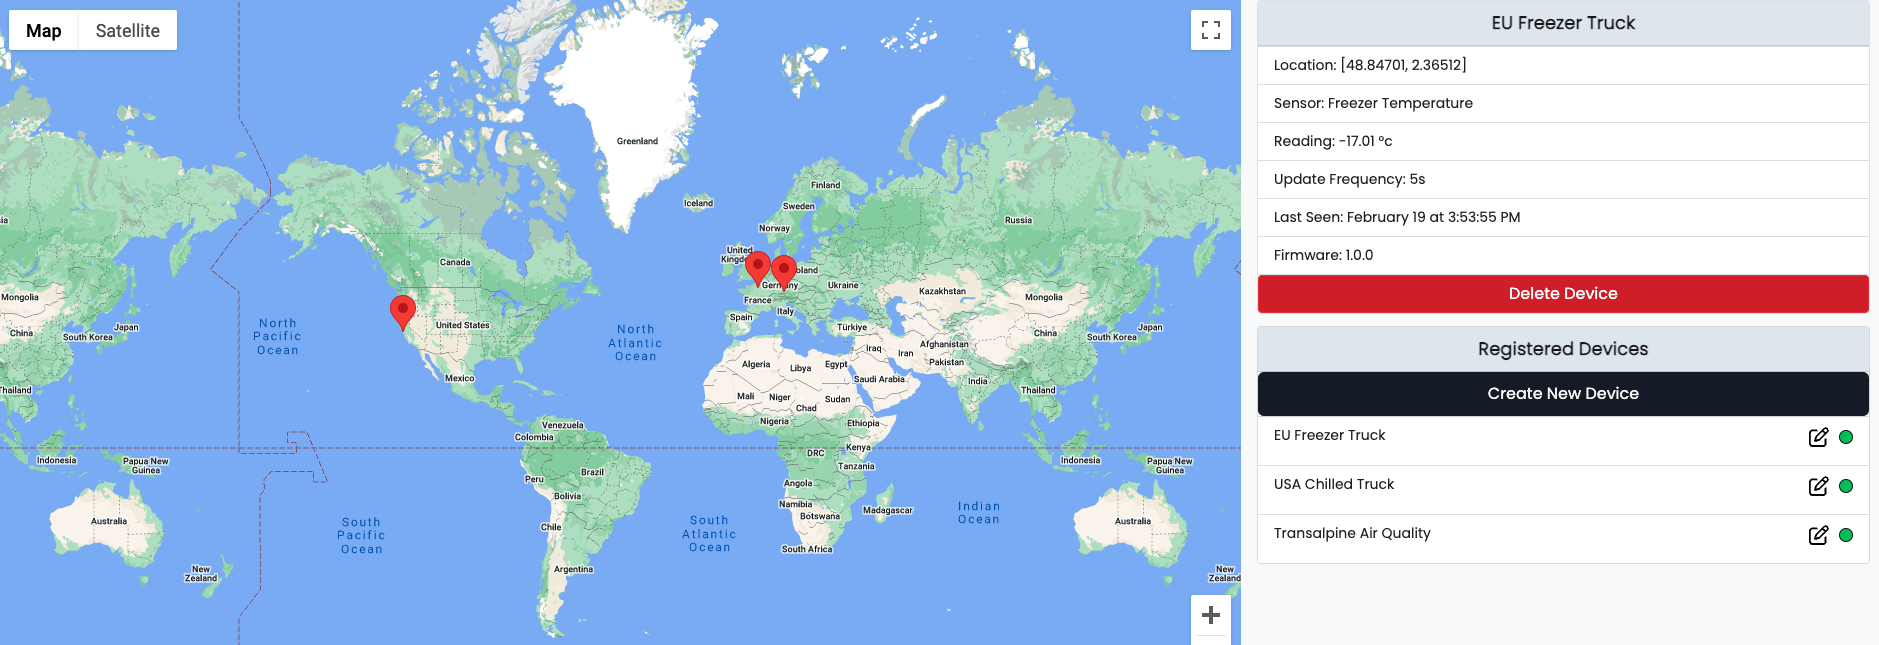 Map
Satellite
Greenland
Iceland
Finland
Sweden
Norway
Russia
United
Kingdom
Poland
Germany
Ukraine
Kazakhstan
Mongolia
France
Canada
Mongolia
Italy
Spain
Türkiye
United States
Japan
South Korea
China
China
Japan
South Korea
North
Pacific
Ocean
North
Atlantic
Ocean
Iraq
Iran
Afghanistan
Pakistan
Algeria
Libya
Egypt
Saudi Arabia
Mexico
India
Thailand
Thailand
Mali
Niger
Chad
Sudan
Nigeria
Ethiopia
Venezuela
Colombia
Kenya
DRC
Tanzania
Indonesia
Papua New
Guinea
Indonesia
Papua New
Guinea
Brazil
Peru
Bolivia
Angola
Namibia
Botswana
Madagascar
Indian
Ocean
Australia
Australia
South
Pacific
Ocean
Chile
South
Atlantic
Ocean
South Africa
Argentina
New
Zealand
New
Zealand
EU Freezer Truck
Location: [48.84701, 2.36512]
Sensor: Freezer Temperature
Reading: -17.01 ºc
Update Frequency: 5s
Last Seen: February 19 at 3:53:55 PM
Firmware: 1.0.0
Delete Device
Registered Devices
Create New Device
EU Freezer Truck
USA Chilled Truck
Transalpine Air Quality